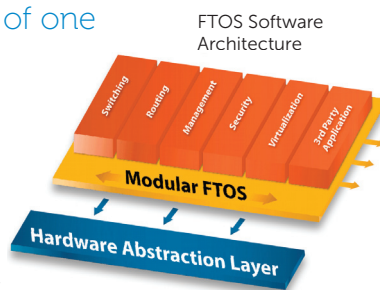 of one
FTOS Software
Architecture
Switching
Routing
Management
Security
Virtualization
3rd Party
Application
Modular FTOS
Hardware Abstraction Layer